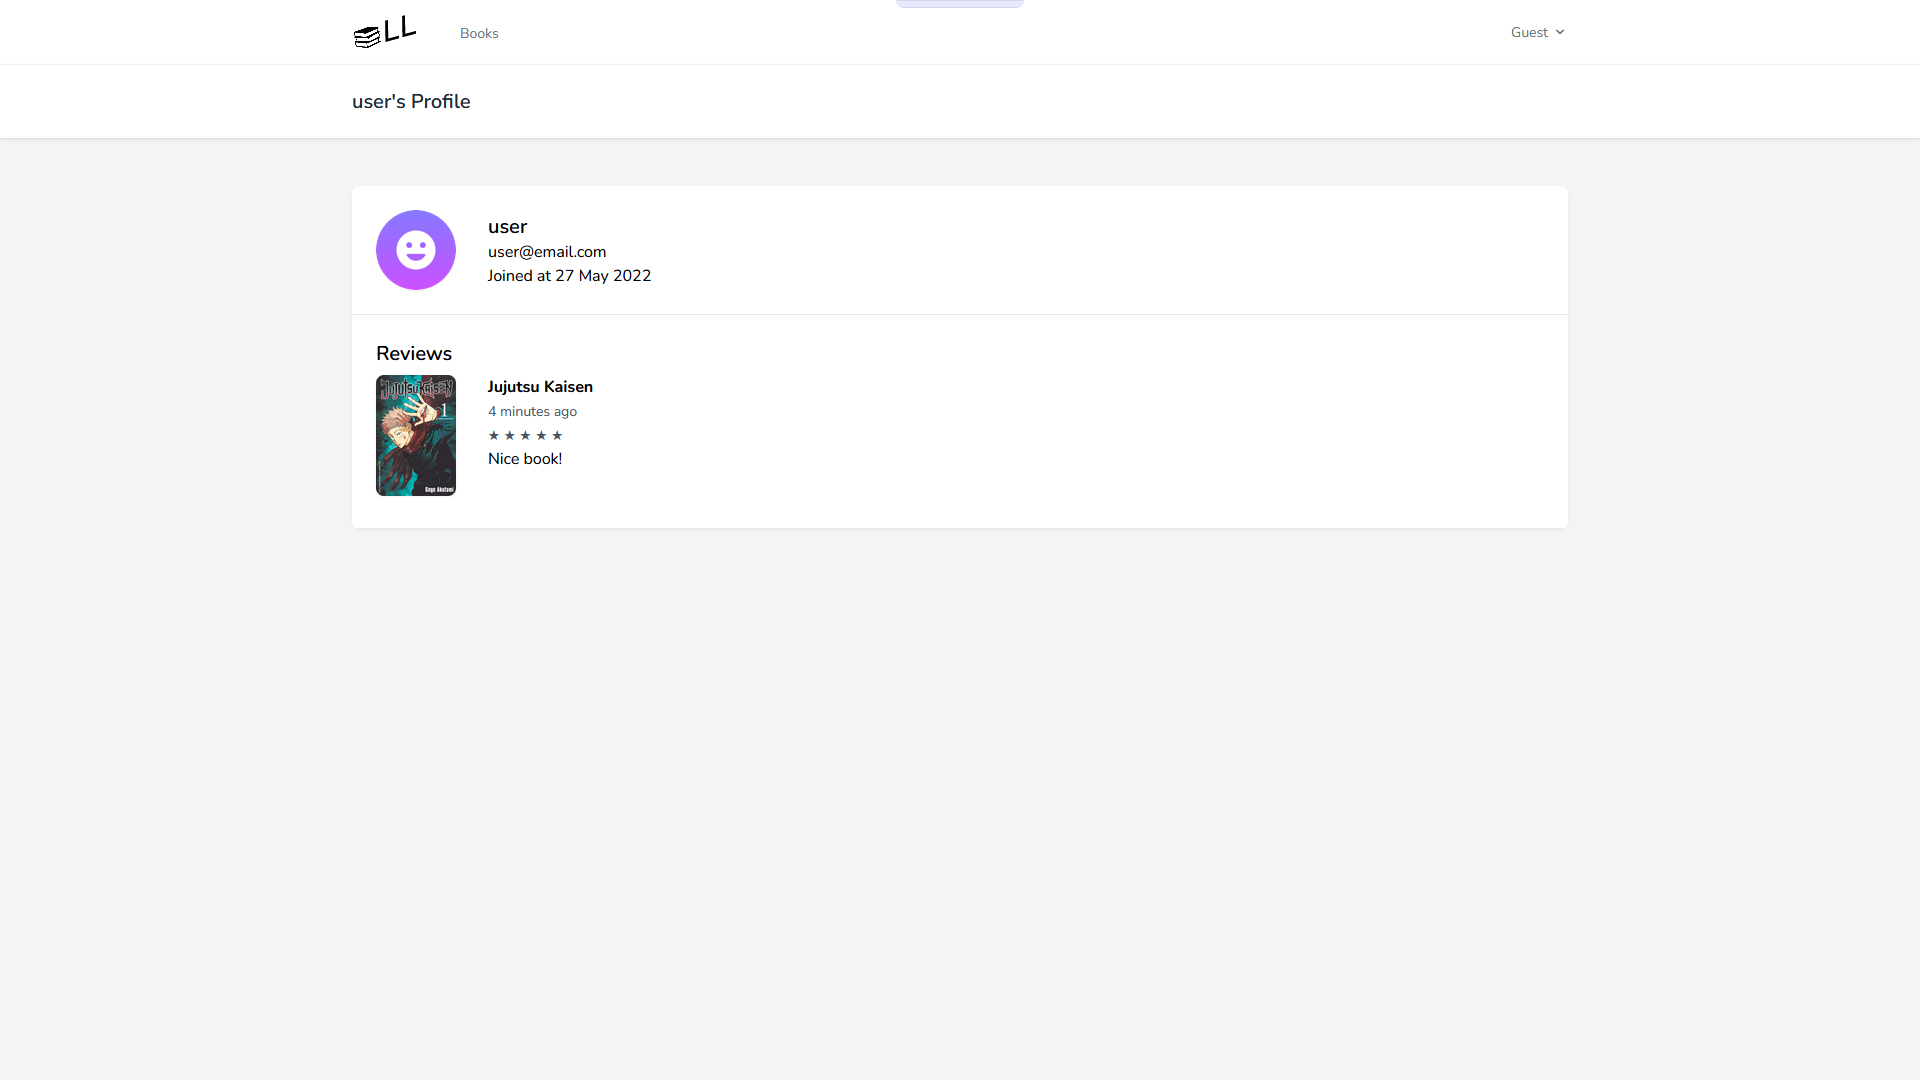 LL
Books
Guest
user's Profile
user
user@email.com
Joined at 27 May 2022
Reviews
JUJUTSU KAISEN
1
Gege Akutami
Jujutsu Kaisen
4 minutes ago
★ ★ ★ ★ ★
Nice book!